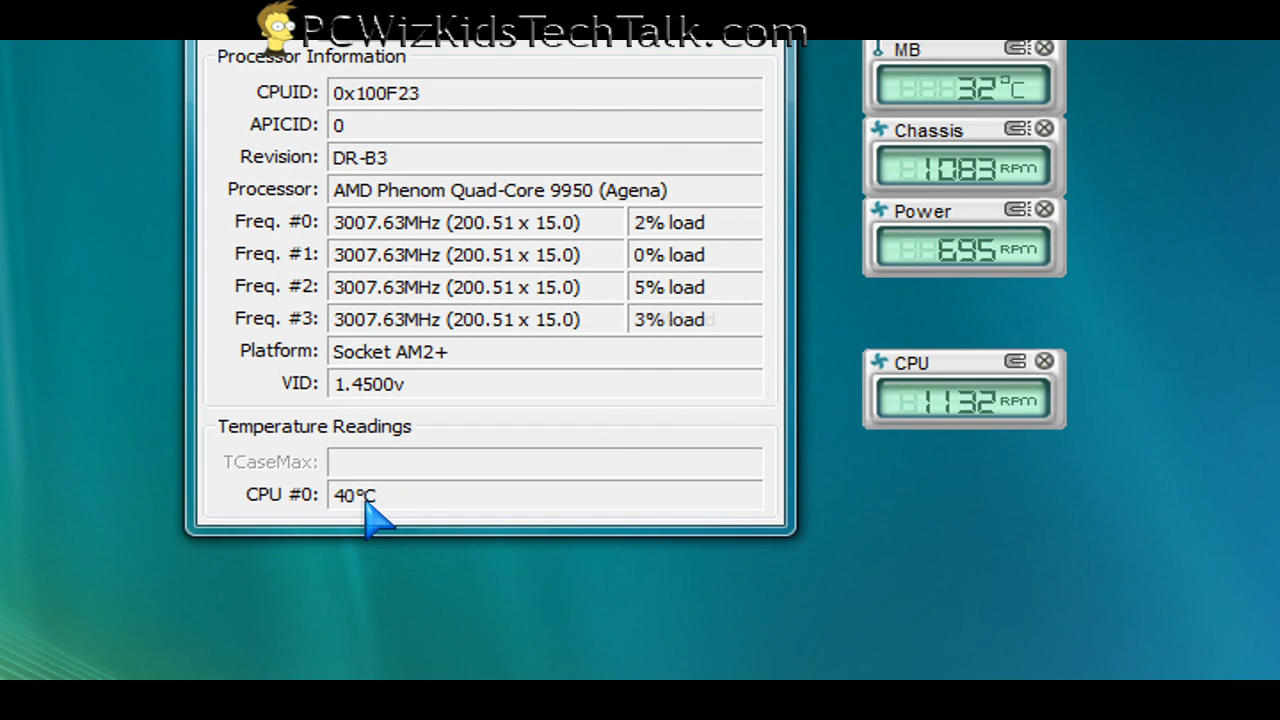 PCWizKidsTechTalk.com
Processor Information
CPUID: 0x100F23
APICID: 0
Revision: DR-B3
Processor: AMD Phenom Quad-Core 9950 (Agena)
Freq. #0: 3007.63MHz (200.51 x 15.0) 2% load
Freq. #1: 3007.63MHz (200.51 x 15.0) 0% load
Freq. #2: 3007.63MHz (200.51 x 15.0) 5% load
Freq. #3: 3007.63MHz (200.51 x 15.0) 3% load
Platform: Socket AM2+
VID: 1.4500v
Temperature Readings
TCaseMax:
CPU #0: 40°C
MB
32°C
Chassis
1083 RPM
Power
695 RPM
CPU
1132 RPM